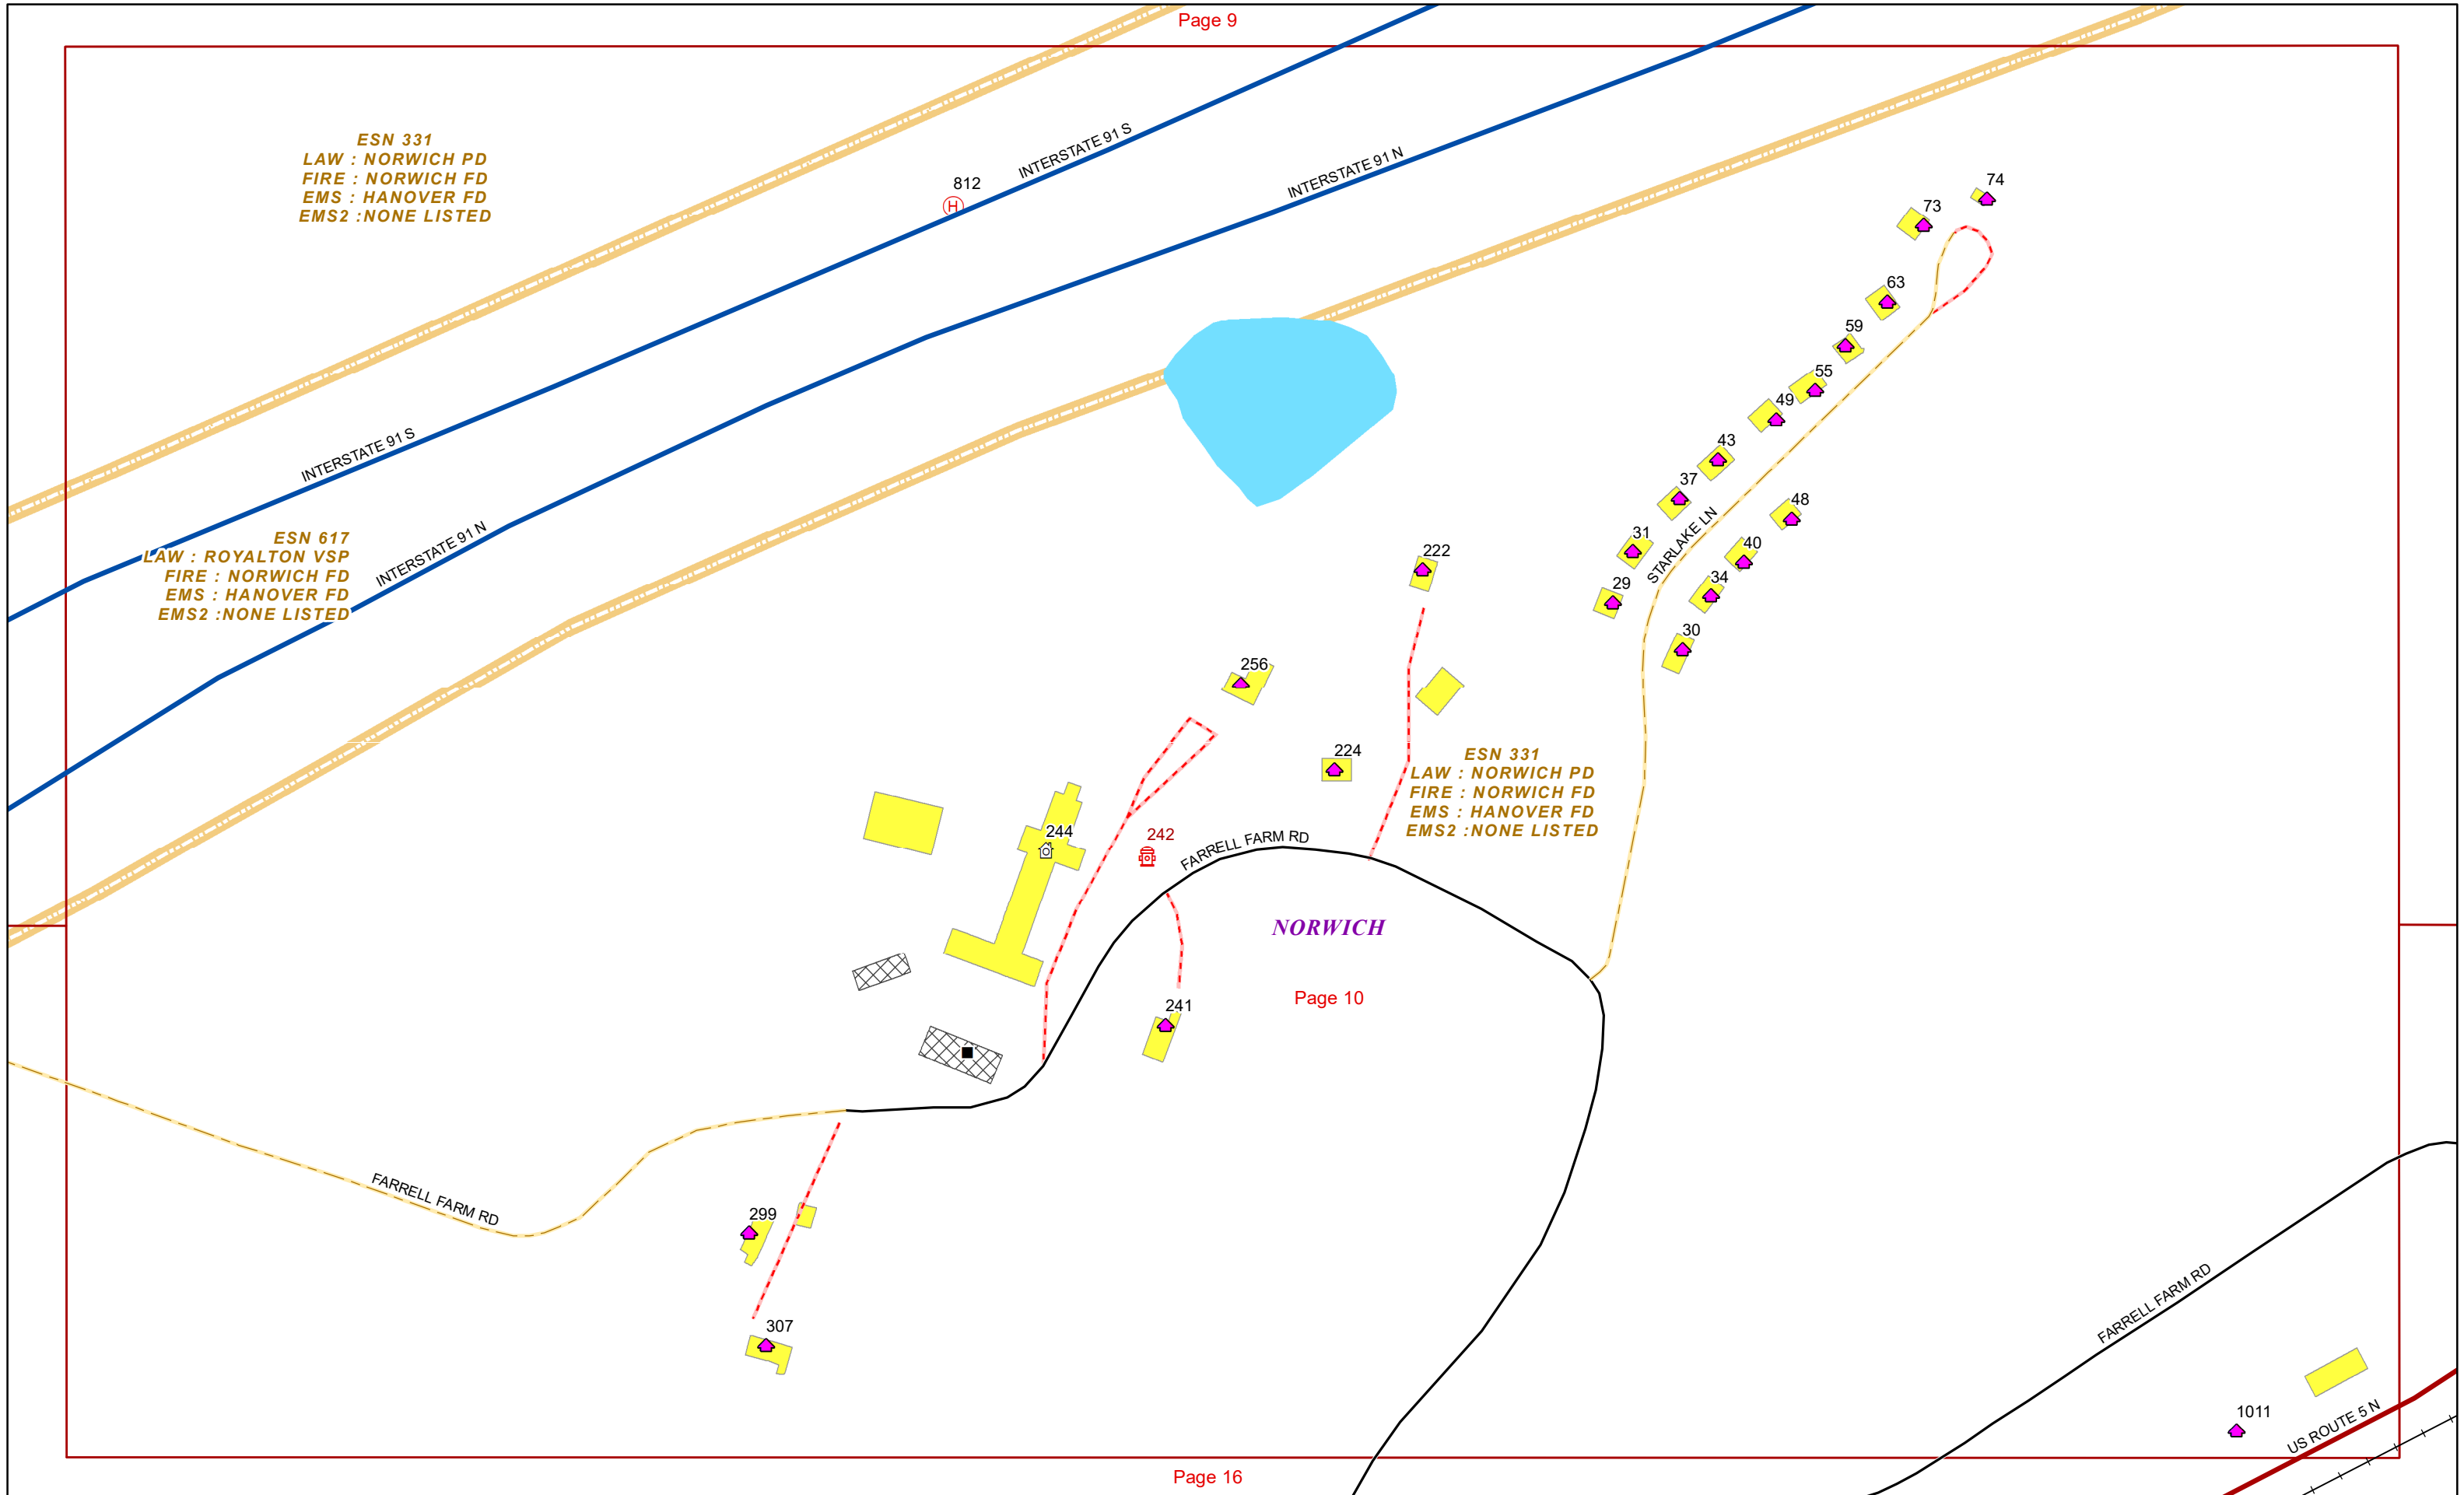 Page 9
ESN 331
LAW : NORWICH PD
FIRE : NORWICH FD
EMS : HANOVER FD
EMS2 :NONE LISTED
INTERSTATE 91 S
INTERSTATE 91 N
812
H
74
73
63
59
55
49
43
37
31
29
48
40
34
30
STARLAKE LN
INTERSTATE 91 S
INTERSTATE 91 N
ESN 617
LAW : ROYALTON VSP
FIRE : NORWICH FD
EMS : HANOVER FD
EMS2 :NONE LISTED
222
256
224
ESN 331
LAW : NORWICH PD
FIRE : NORWICH FD
EMS : HANOVER FD
EMS2 :NONE LISTED
244
242
FARRELL FARM RD
NORWICH
Page 10
241
FARRELL FARM RD
299
307
FARRELL FARM RD
1011
US ROUTE 5 N
Page 16